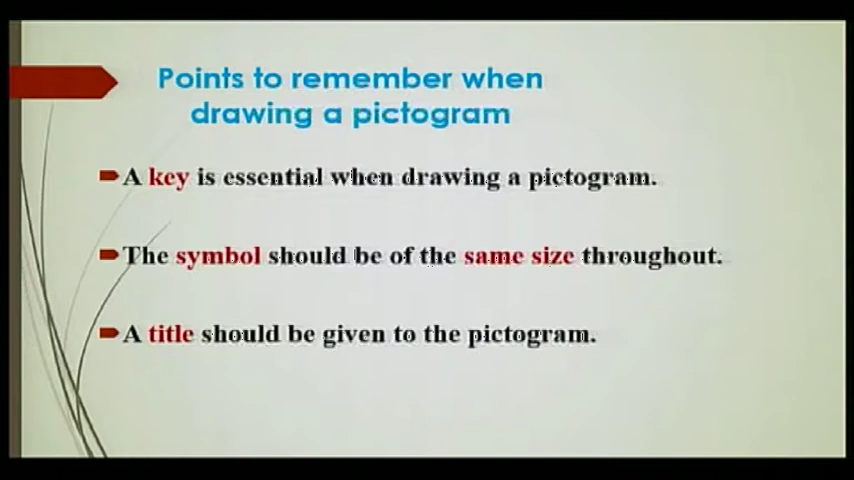 Points to remember when
drawing a pictogram
A key is essential when drawing a pictogram.
The symbol should be of the same size throughout.
A title should be given to the pictogram.